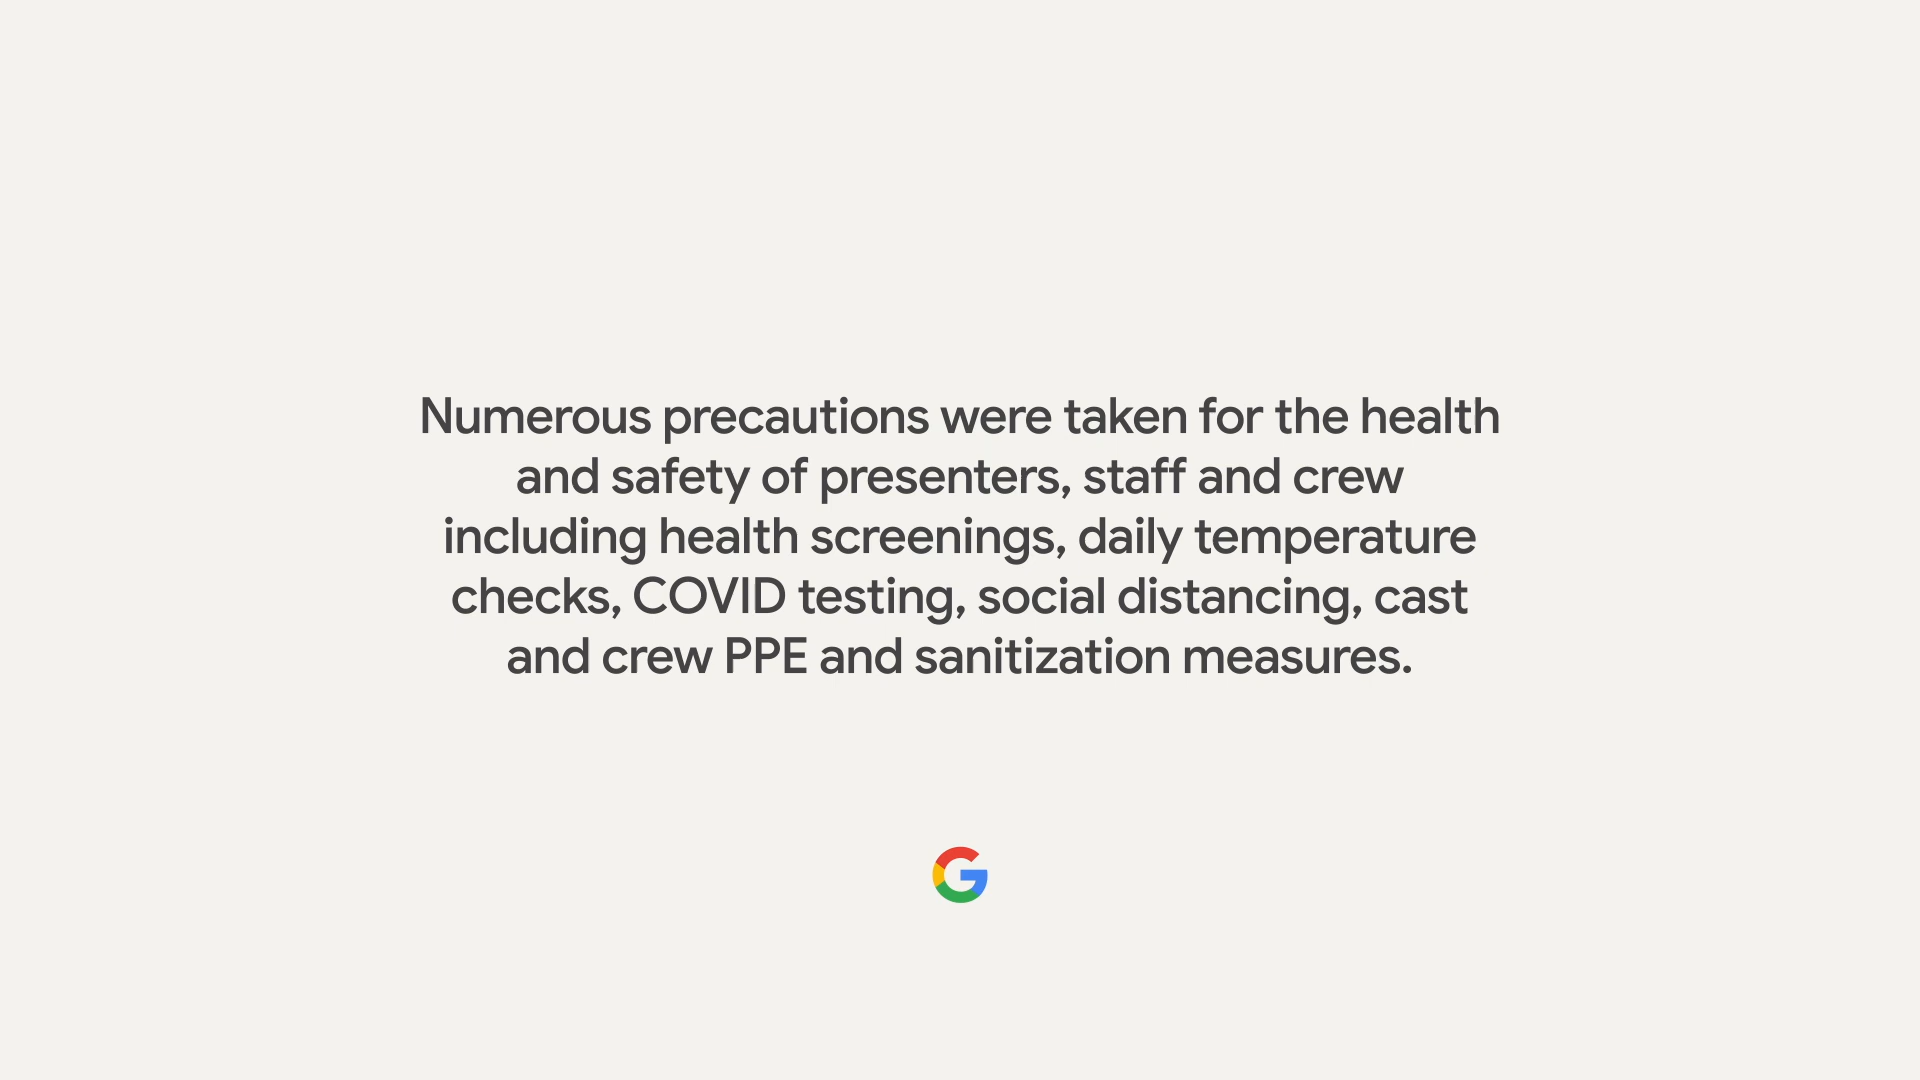 Numerous precautions were taken for the health
and safety of presenters, staff and crew
including health screenings, daily temperature
checks, COVID testing, social distancing, cast
and crew PPE and sanitization measures.
G